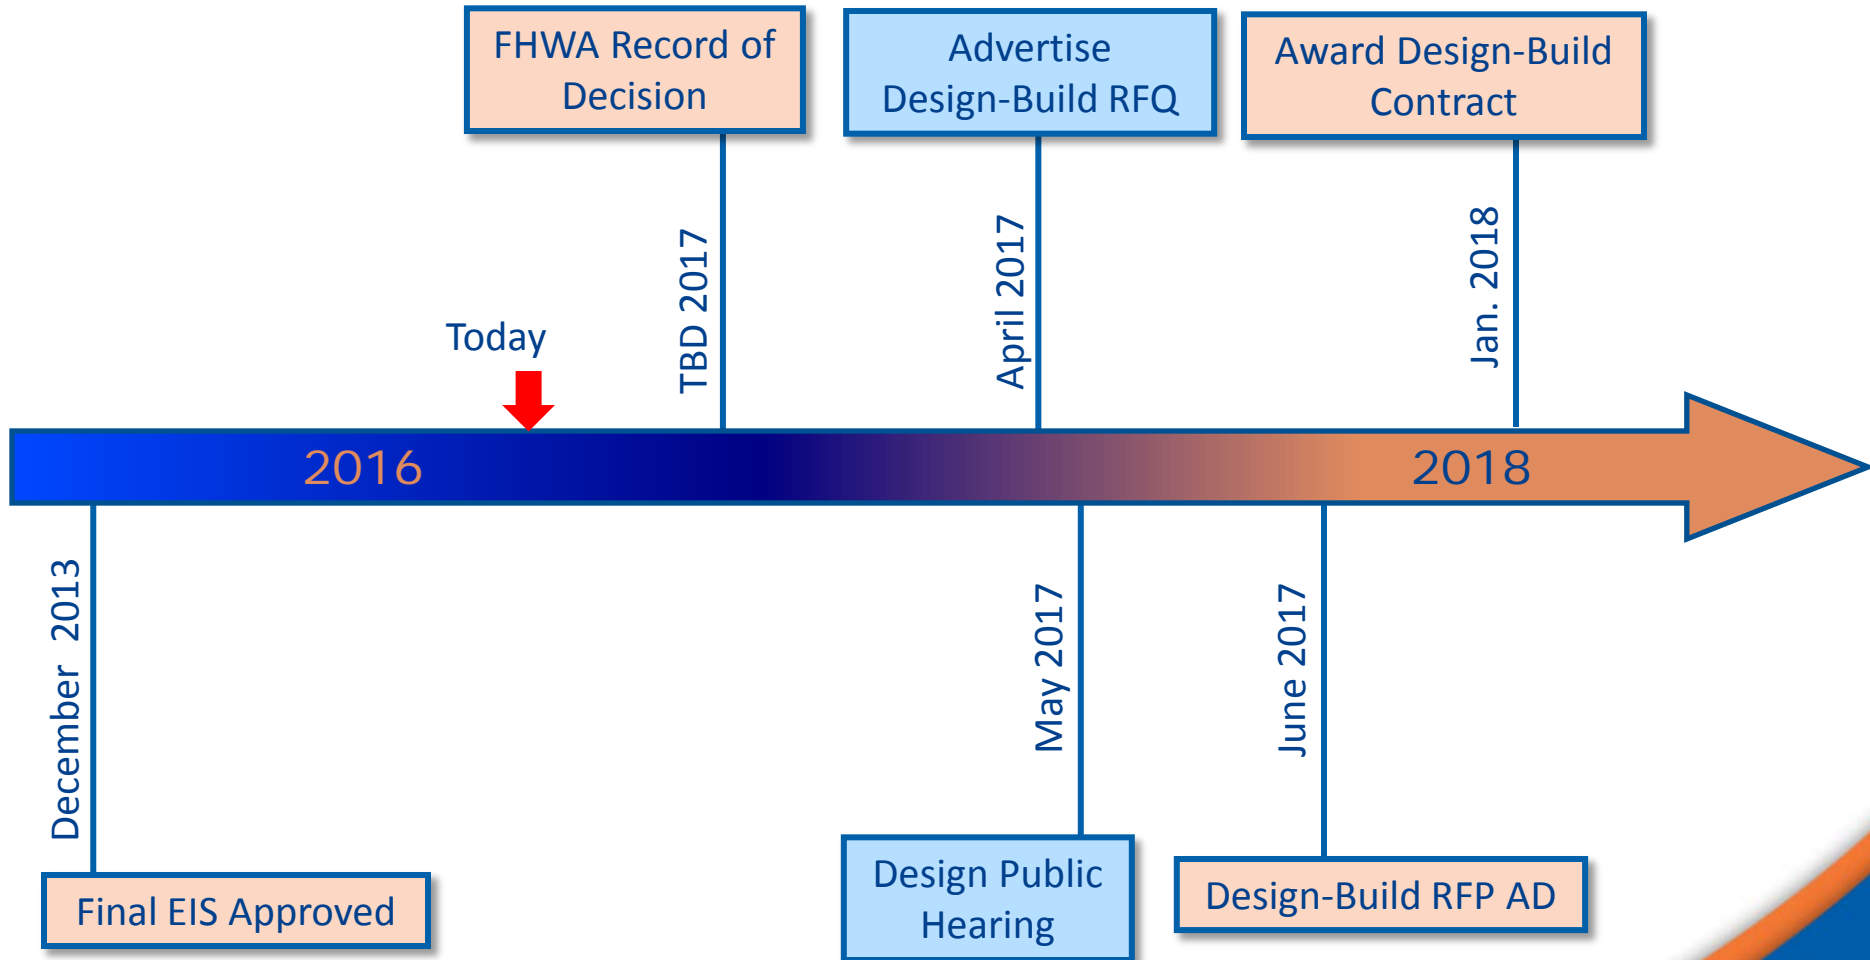 FHWA Record of
Decision
Advertise
Design-Build RFQ
Award Design-Build
Contract
TBD 2017
April 2017
Jan. 2018
Today
2016
2018
December 2013
May 2017
June 2017
Final EIS Approved
Design Public
Hearing
Design-Build RFP AD